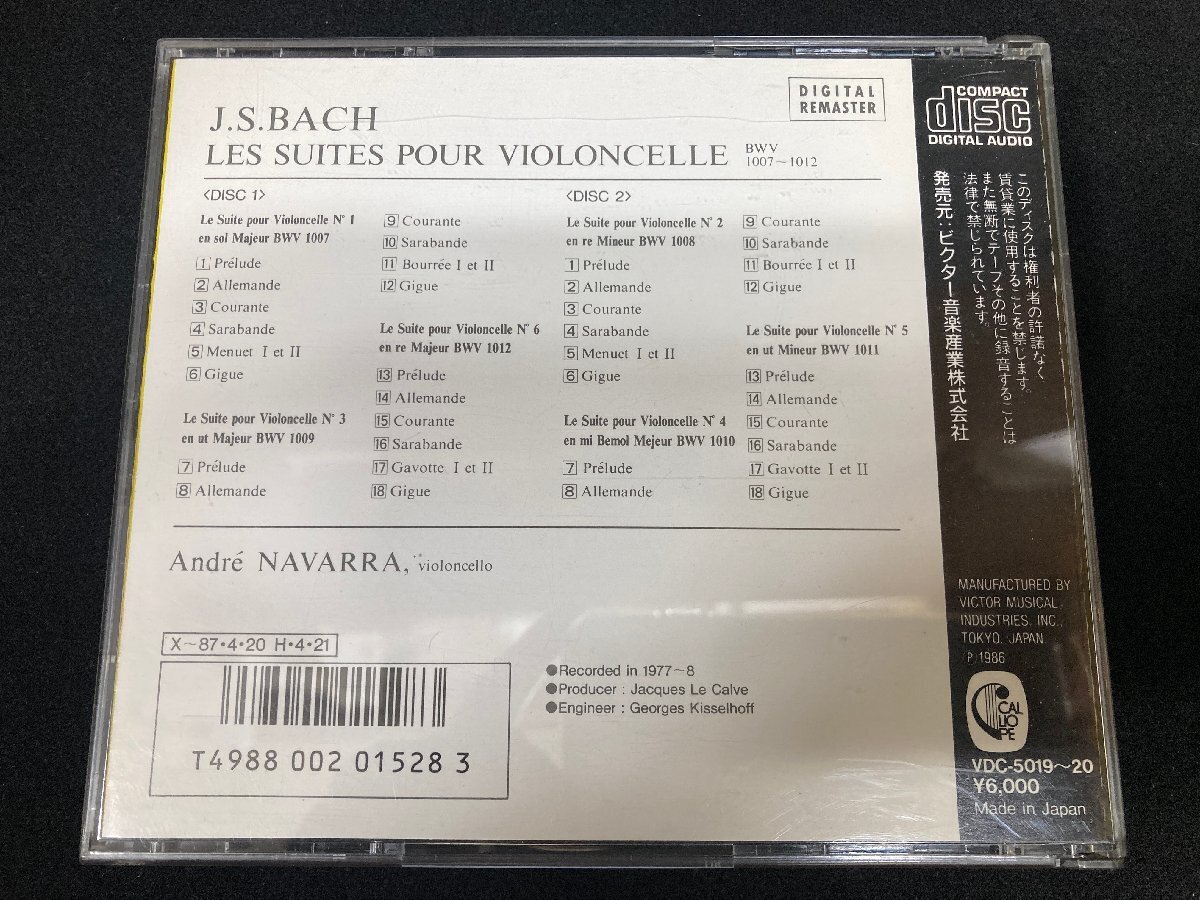 J.S.BACH
LES SUITES POUR VIOLONCELLE BWV 1007~1012
DIGITAL
REMASTER
〈DISC 1〉
Le Suite pour Violoncelle N° 1
en sol Majeur BWV 1007
1 Prélude
2 Allemande
3 Courante
4 Sarabande
5 Menuet I et II
6 Gigue
Le Suite pour Violoncelle N° 3
en ut Majeur BWV 1009
7 Prélude
8 Allemande
9 Courante
10 Sarabande
11 Bourrée I et II
12 Gigue
Le Suite pour Violoncelle N° 6
en re Majeur BWV 1012
13 Prélude
14 Allemande
15 Courante
16 Sarabande
17 Gavotte I et II
18 Gigue
〈DISC 2〉
Le Suite pour Violoncelle N° 2
en re Mineur BWV 1008
1 Prélude
2 Allemande
3 Courante
4 Sarabande
5 Menuet I et II
6 Gigue
Le Suite pour Violoncelle N° 4
en mi Bemol Mejeur BWV 1010
7 Prélude
8 Allemande
9 Courante
10 Sarabande
11 Bourrée I et II
12 Gigue
Le Suite pour Violoncelle N° 5
en ut Mineur BWV 1011
13 Prélude
14 Allemande
15 Courante
16 Sarabande
17 Gavotte I et II
18 Gigue
André NAVARRA, violoncello
X~87·4·20 H·4·21
T4988 002 01528 3
●Recorded in 1977~8
●Producer : Jacques Le Calve
●Engineer : Georges Kisselhoff
COMPACT
disc
DIGITAL AUDIO
このディスクは権利者の許諾なく
賃貸業に使用することを禁じます。
また無断でテープその他に録音することは
法律で禁じられています。
発売元：ビクター音楽産業株式会社
MANUFACTURED BY
VICTOR MUSICAL
INDUSTRIES, INC.,
TOKYO, JAPAN
℗ 1986
CAL
LIO
PE
VDC-5019~20
¥6,000
Made in Japan